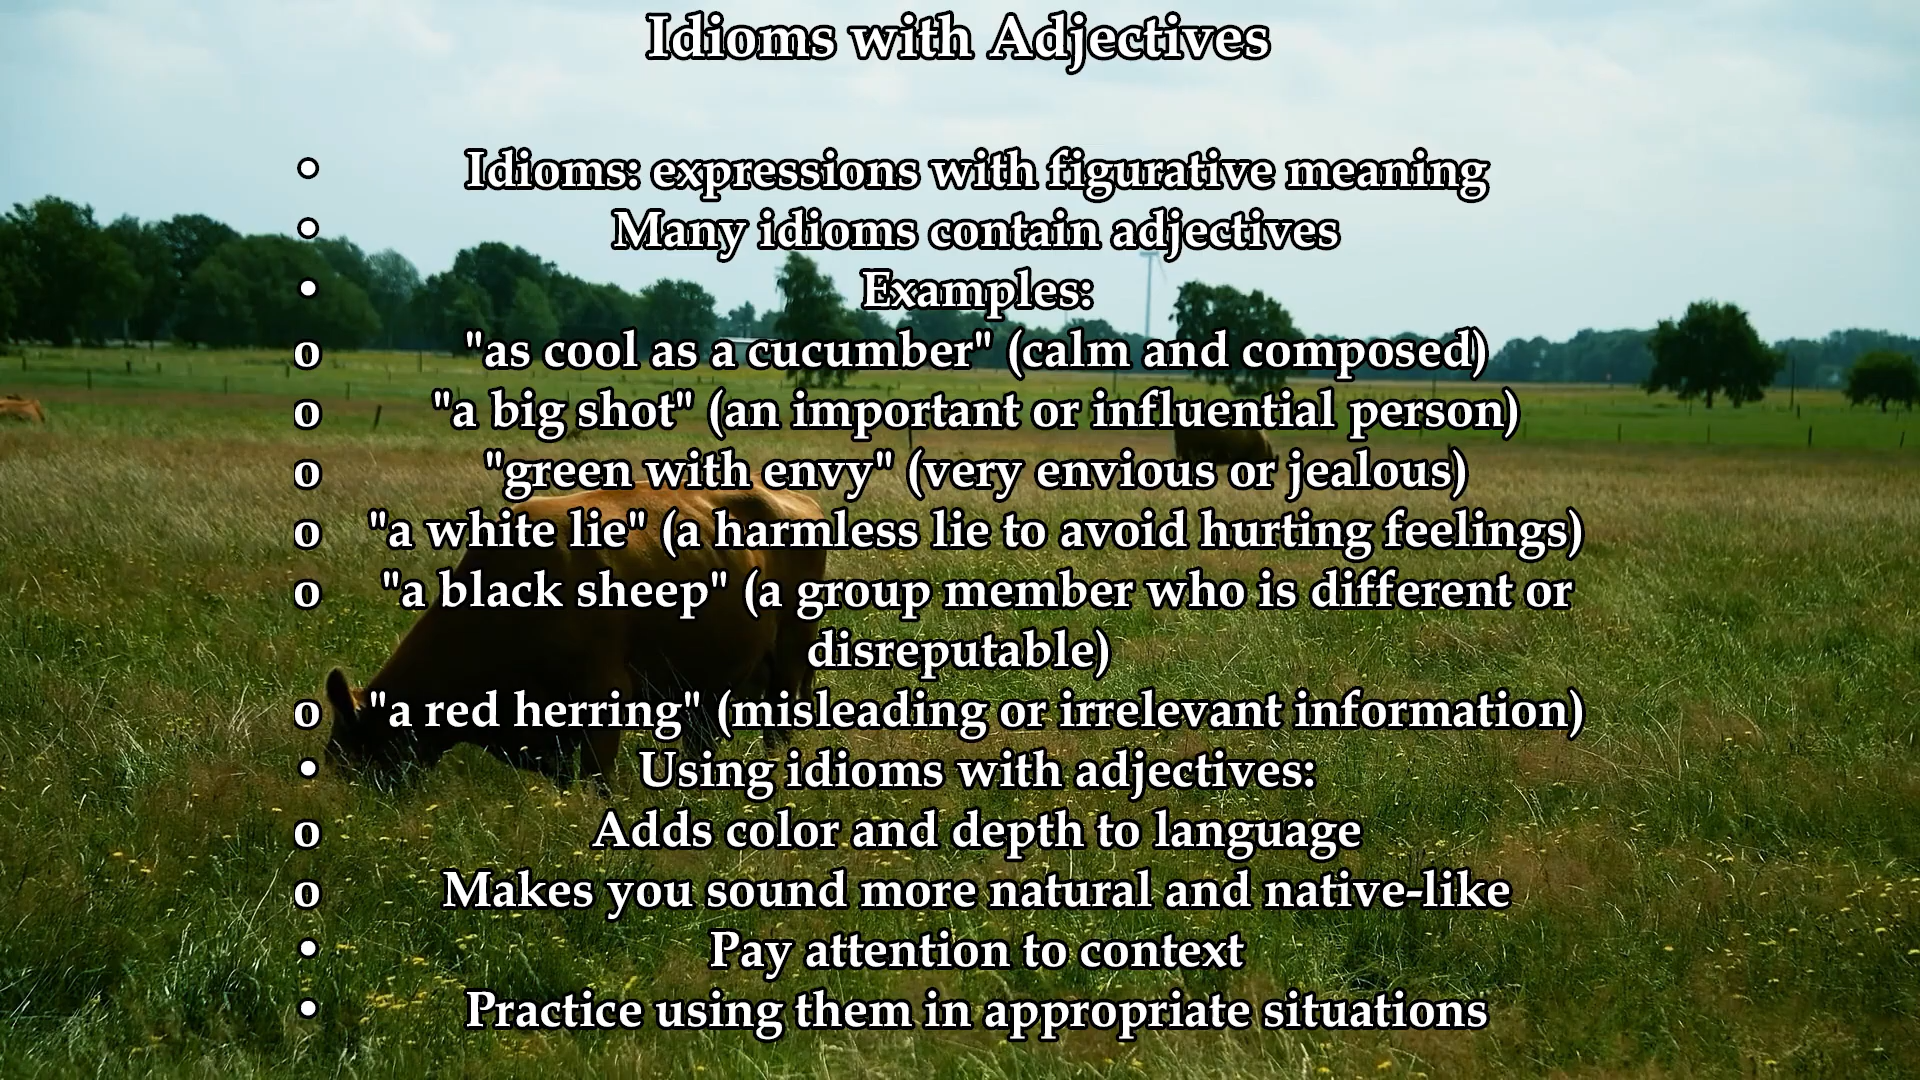 Idioms with Adjectives
• Idioms: expressions with figurative meaning
• Many idioms contain adjectives
• Examples:
o "as cool as a cucumber" (calm and composed)
o "a big shot" (an important or influential person)
o "green with envy" (very envious or jealous)
o "a white lie" (a harmless lie to avoid hurting feelings)
o "a black sheep" (a group member who is different or
disreputable)
o "a red herring" (misleading or irrelevant information)
• Using idioms with adjectives:
o Adds color and depth to language
o Makes you sound more natural and native-like
• Pay attention to context
• Practice using them in appropriate situations